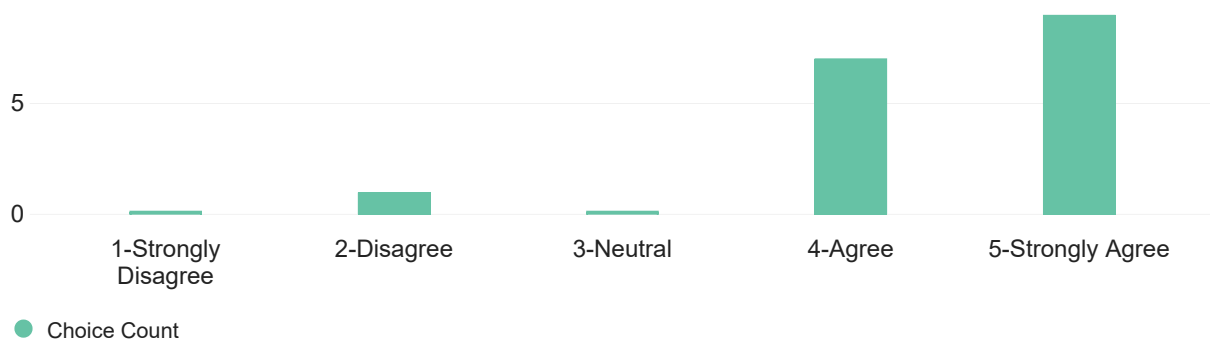 5
0
1-Strongly
Disagree
2-Disagree
3-Neutral
4-Agree
5-Strongly Agree
Choice Count